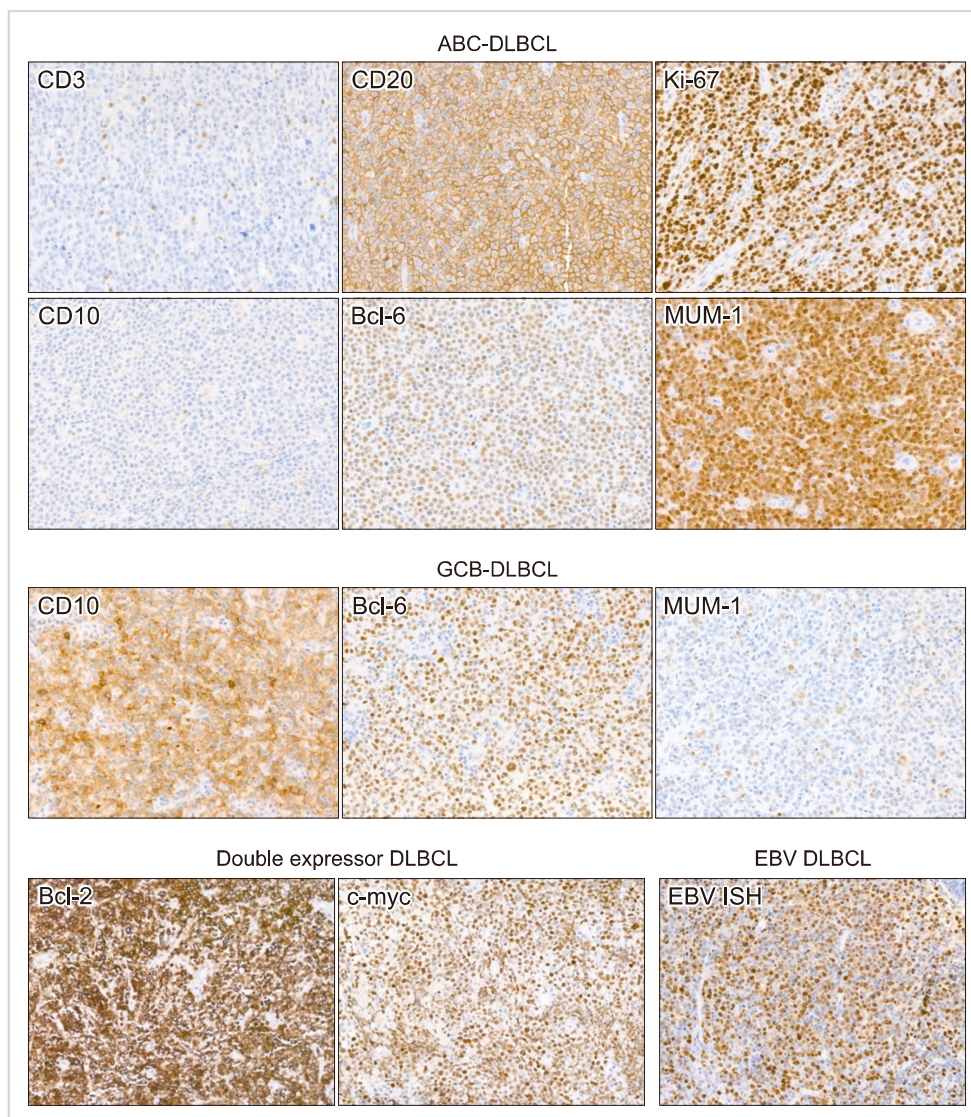 ABC-DLBCL
CD3 CD20 Ki-67
CD10 Bcl-6 MUM-1
GCB-DLBCL
CD10 Bcl-6 MUM-1
Double expressor DLBCL EBV DLBCL
Bcl-2 c-myc EBV ISH